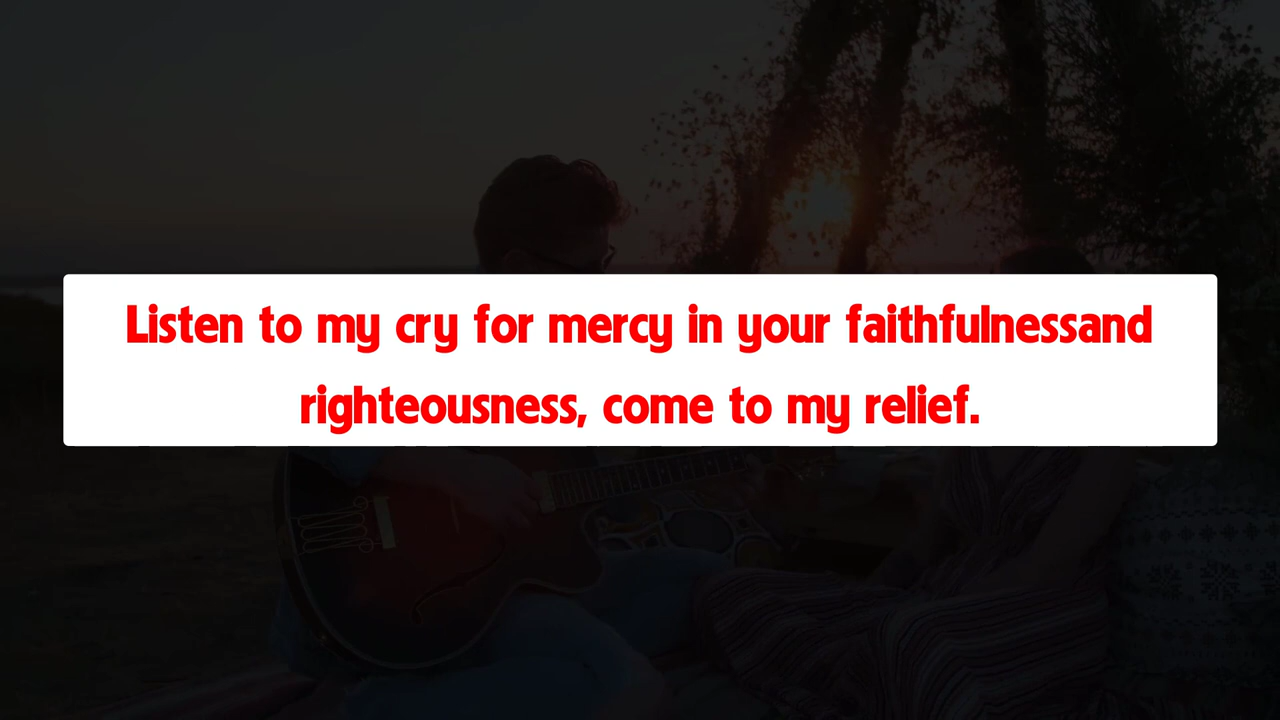 Listen to my cry for mercy in your faithfulnessand
righteousness, come to my relief.